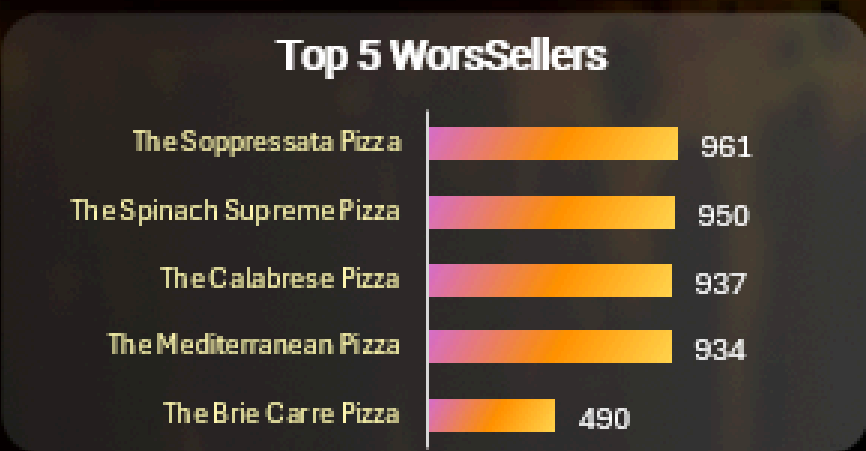 Top 5 WorsSellers
The Soppressata Pizza 961
The Spinach Supreme Pizza 950
The Calabrese Pizza 937
The Mediterranean Pizza 934
The Brie Carre Pizza 490